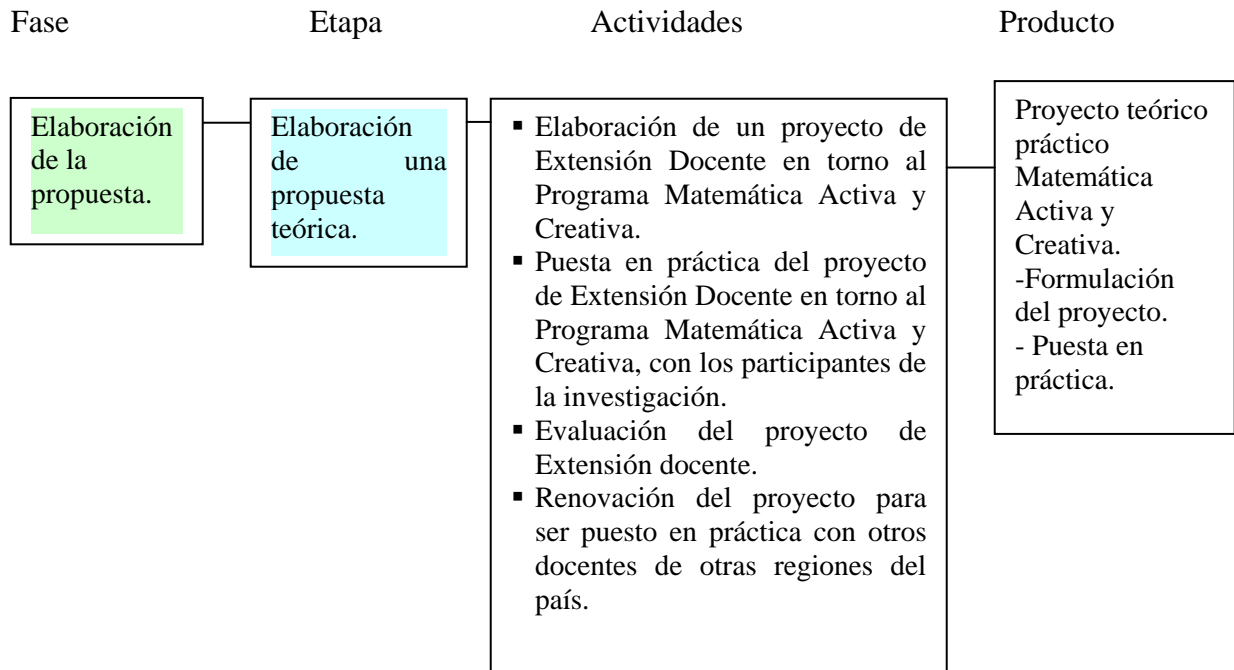 Fase Etapa Actividades Producto
Elaboración
de la
propuesta.
Elaboración
de una
propuesta
teórica.
▪ Elaboración de un proyecto de
Extensión Docente en torno al
Programa Matemática Activa y
Creativa.
▪ Puesta en práctica del proyecto
de Extensión Docente en torno al
Programa Matemática Activa y
Creativa, con los participantes de
la investigación.
▪ Evaluación del proyecto de
Extensión docente.
▪ Renovación del proyecto para
ser puesto en práctica con otros
docentes de otras regiones del
país.
Proyecto teórico
práctico
Matemática
Activa y
Creativa.
-Formulación
del proyecto.
- Puesta en
práctica.